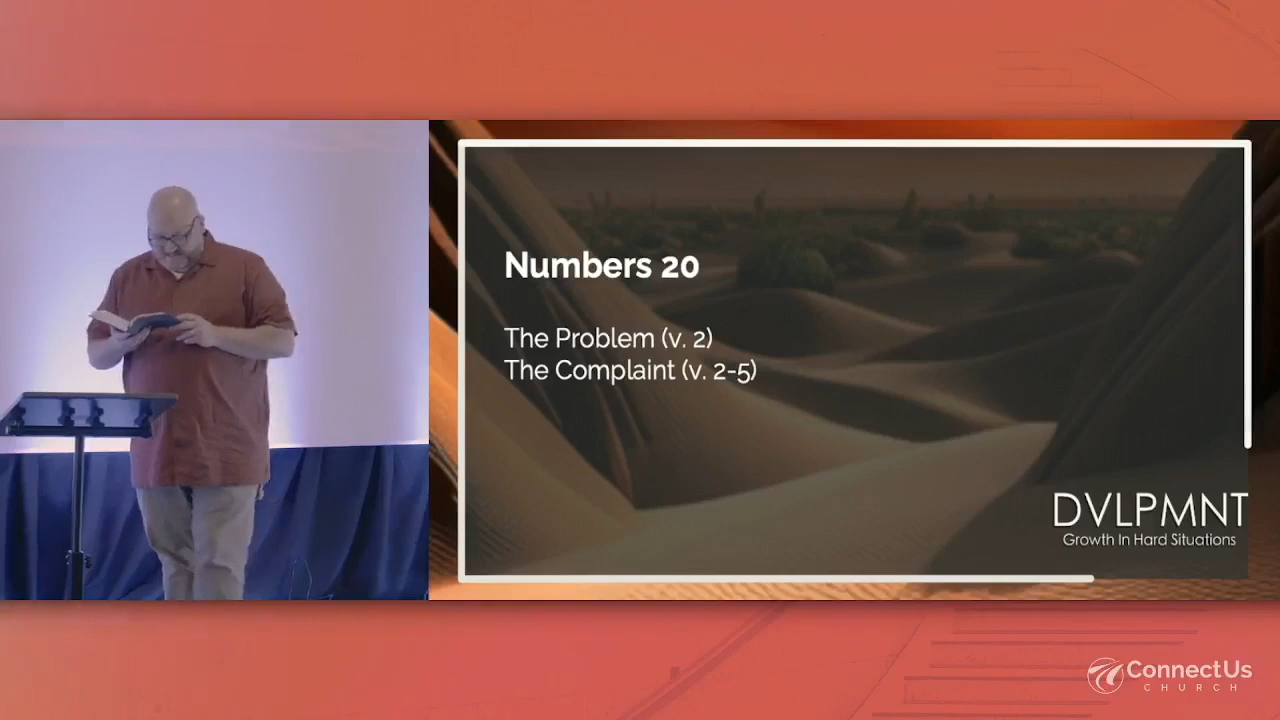 Numbers 20
The Problem (v. 2)
The Complaint (v. 2-5)
DVLPMNT
Growth In Hard Situations
ConnectUs
CHURCH